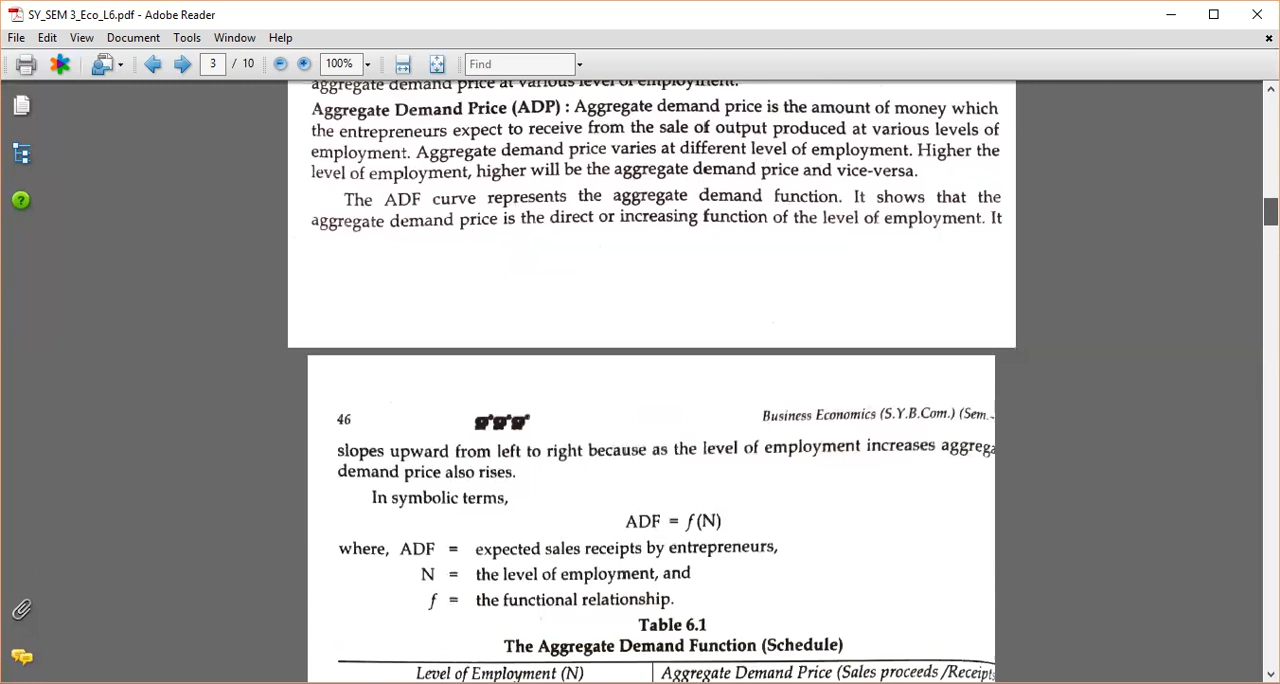 SY_SEM 3_Eco_L6.pdf - Adobe Reader
File Edit View Document Tools Window Help
3 / 10 100% Find
aggregate demand price at various level of employment.
Aggregate Demand Price (ADP) : Aggregate demand price is the amount of money which
the entrepreneurs expect to receive from the sale of output produced at various levels of
employment. Aggregate demand price varies at different level of employment. Higher the
level of employment, higher will be the aggregate demand price and vice-versa.
The ADF curve represents the aggregate demand function. It shows that the
aggregate demand price is the direct or increasing function of the level of employment. It
46 Business Economics (S.Y.B.Com.) (Sem.-
slopes upward from left to right because as the level of employment increases aggrega
demand price also rises.
In symbolic terms,
ADF = f(N)
where, ADF = expected sales receipts by entrepreneurs,
N = the level of employment, and
f = the functional relationship.
Table 6.1
The Aggregate Demand Function (Schedule)
Level of Employment (N) Aggregate Demand Price (Sales proceeds /Receipts